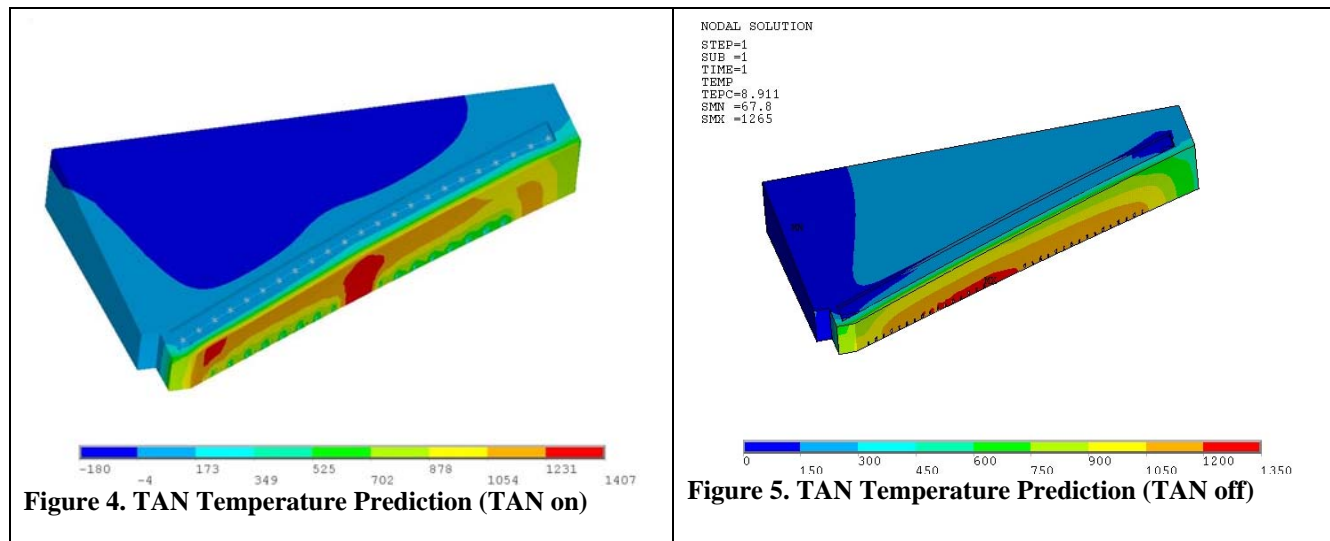 -180
-4
173
349
525
702
878
1054
1231
1407
Figure 4. TAN Temperature Prediction (TAN on)
NODAL SOLUTION
STEP=1
SUB =1
TIME=1
TEMP
TEPC=8.911
SMN =67.8
SMX =1265
0
150
300
450
600
750
900
1050
1200
1350
Figure 5. TAN Temperature Prediction (TAN off)